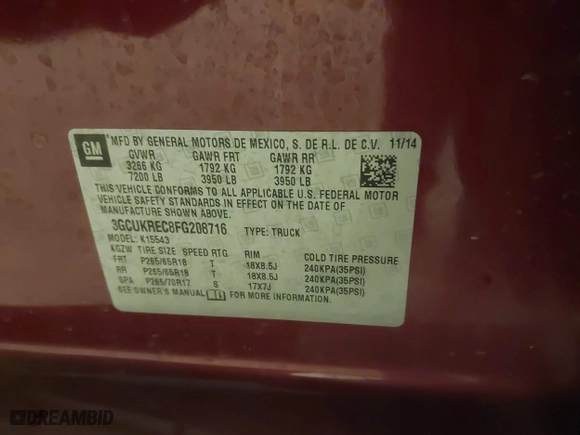 GM
MFD BY GENERAL MOTORS DE MEXICO, S. DE R.L. DE C.V. 11/14
GVWR GAWR FRT GAWR RR
3266 KG 1792 KG 1792 KG
7200 LB 3950 LB 3950 LB
THIS VEHICLE CONFORMS TO ALL APPLICABLE U.S. FEDERAL MOTOR
VEHICLE SAFETY STANDARDS IN EFFECT ON THE DATE OF
MANUFACTURE SHOWN ABOVE.
3GCUKREC8FG208716 TYPE: TRUCK
MODEL: K15543
KGZW TIRE SIZE SPEED RTG RIM COLD TIRE PRESSURE
FRT P265/65R18 T 18X8.5J 240KPA(35PSI)
RR P265/65R18 T 18X8.5J 240KPA(35PSI)
SPA P265/70R17 S 17X7J 240KPA(35PSI)
SEE OWNER'S MANUAL
DREAMBID